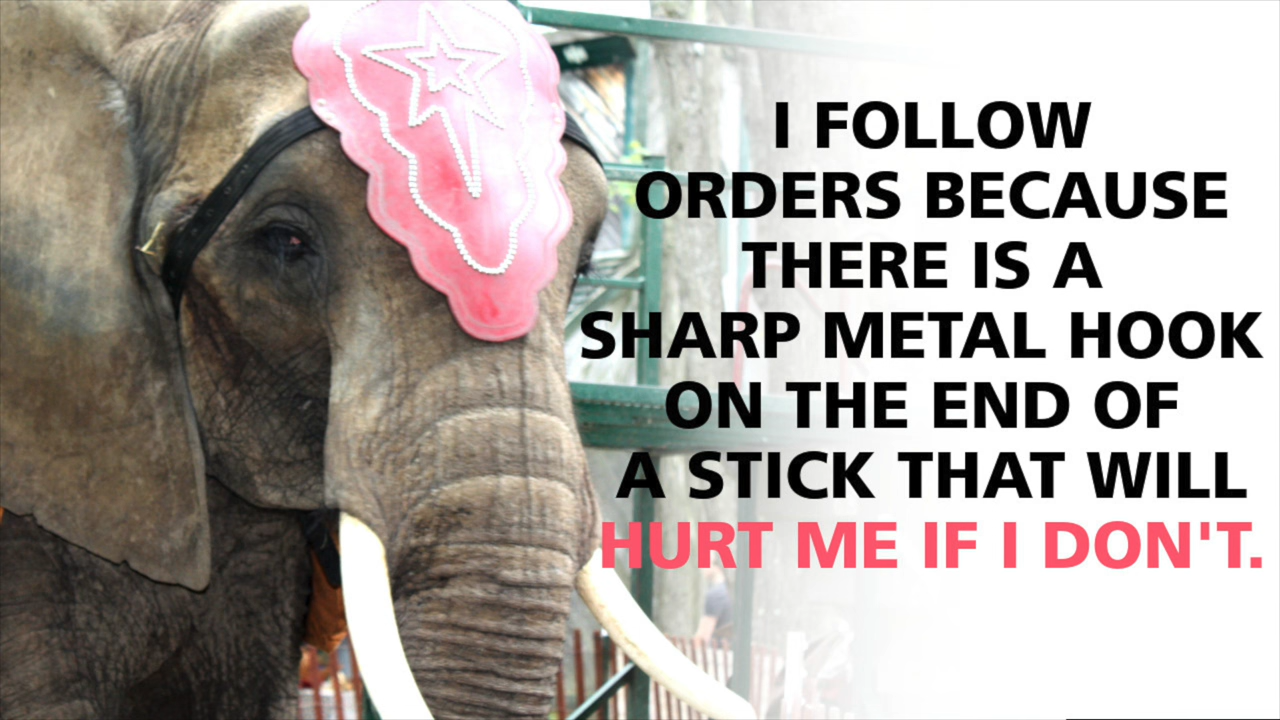 I FOLLOW
ORDERS BECAUSE
THERE IS A
SHARP METAL HOOK
ON THE END OF
A STICK THAT WILL
HURT ME IF I DON'T.